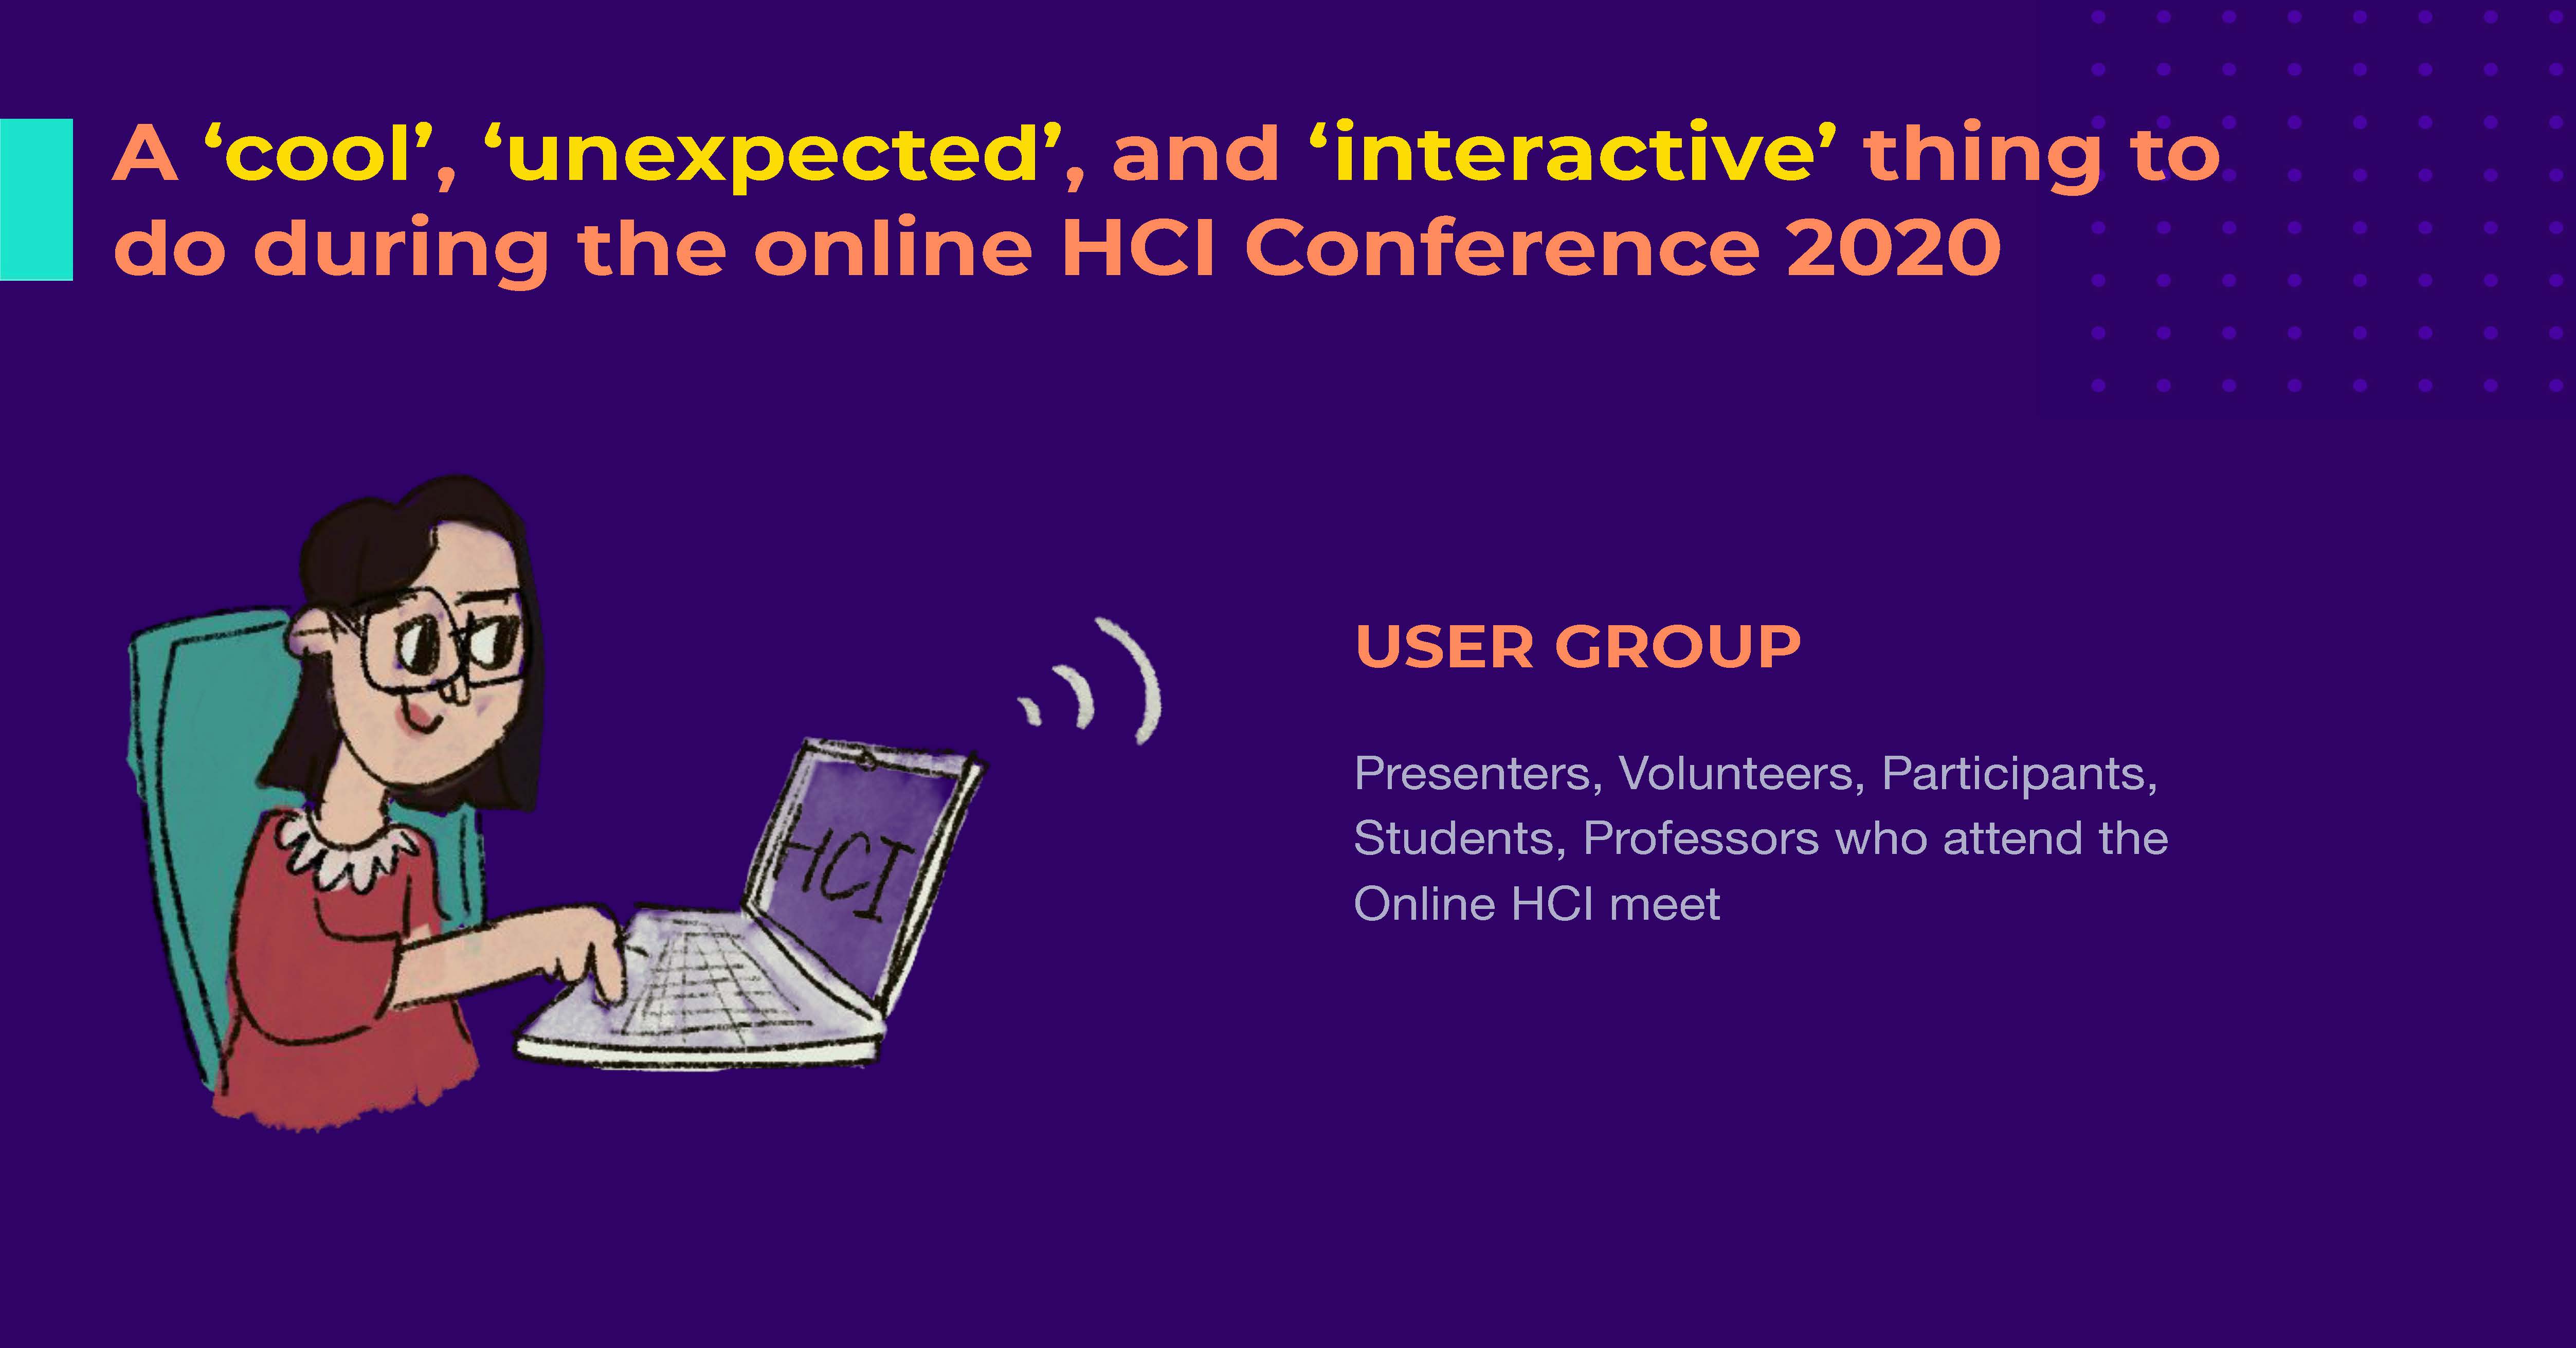 A ‘cool’, ‘unexpected’, and ‘interactive’ thing to
do during the online HCI Conference 2020
HCI
USER GROUP
Presenters, Volunteers, Participants,
Students, Professors who attend the
Online HCI meet